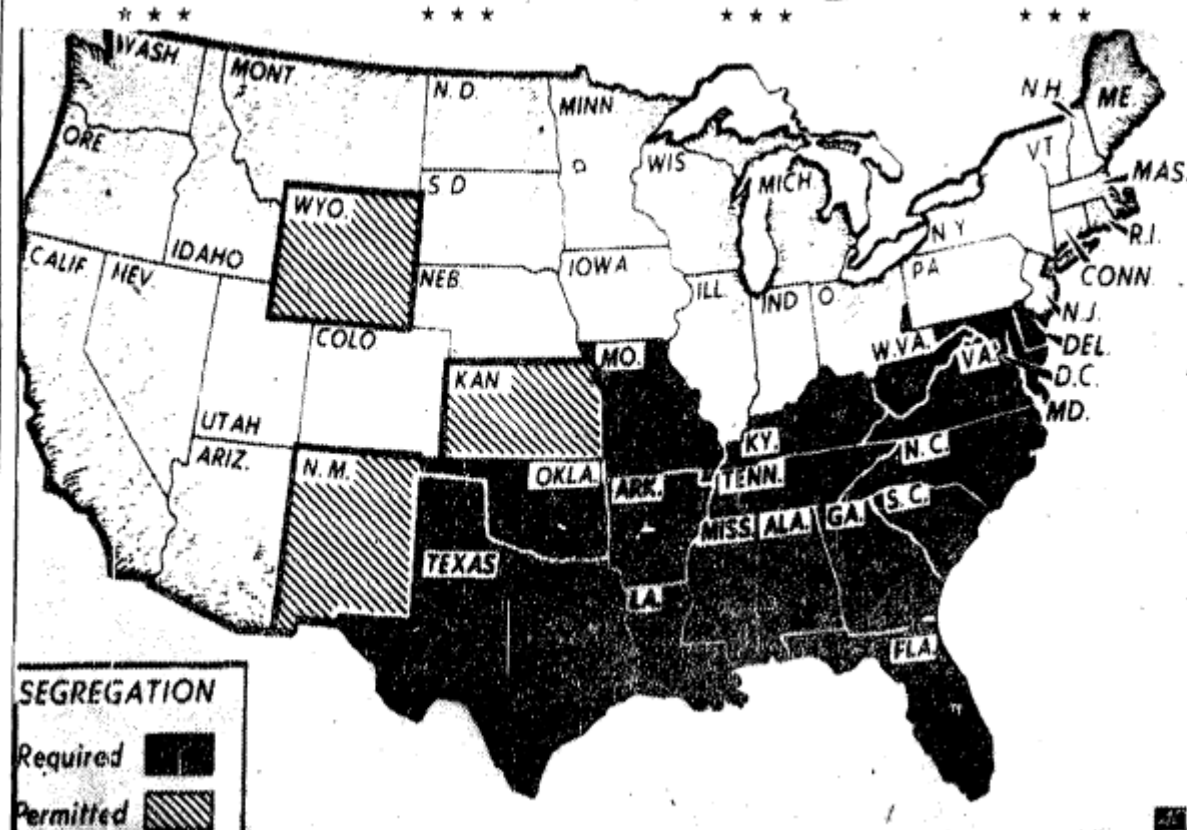 WASH.
MONT.
N. D.
MINN
N.H.
ME.
ORE
VT
WIS
MASS.
S D
MICH
WYO.
N Y
R.I.
IDAHO
CALIF.
NEV
NEB
IOWA
PA
CONN.
ILL
IND
O.
N.J.
COLO
MO.
W.VA.
VA.
DEL.
D.C.
KAN
MD.
UTAH
ARIZ.
KY.
N. C.
N. M.
OKLA.
ARK.
TENN.
S. C.
MISS.
ALA.
GA.
TEXAS
LA.
FLA.
SEGREGATION
Required
Permitted